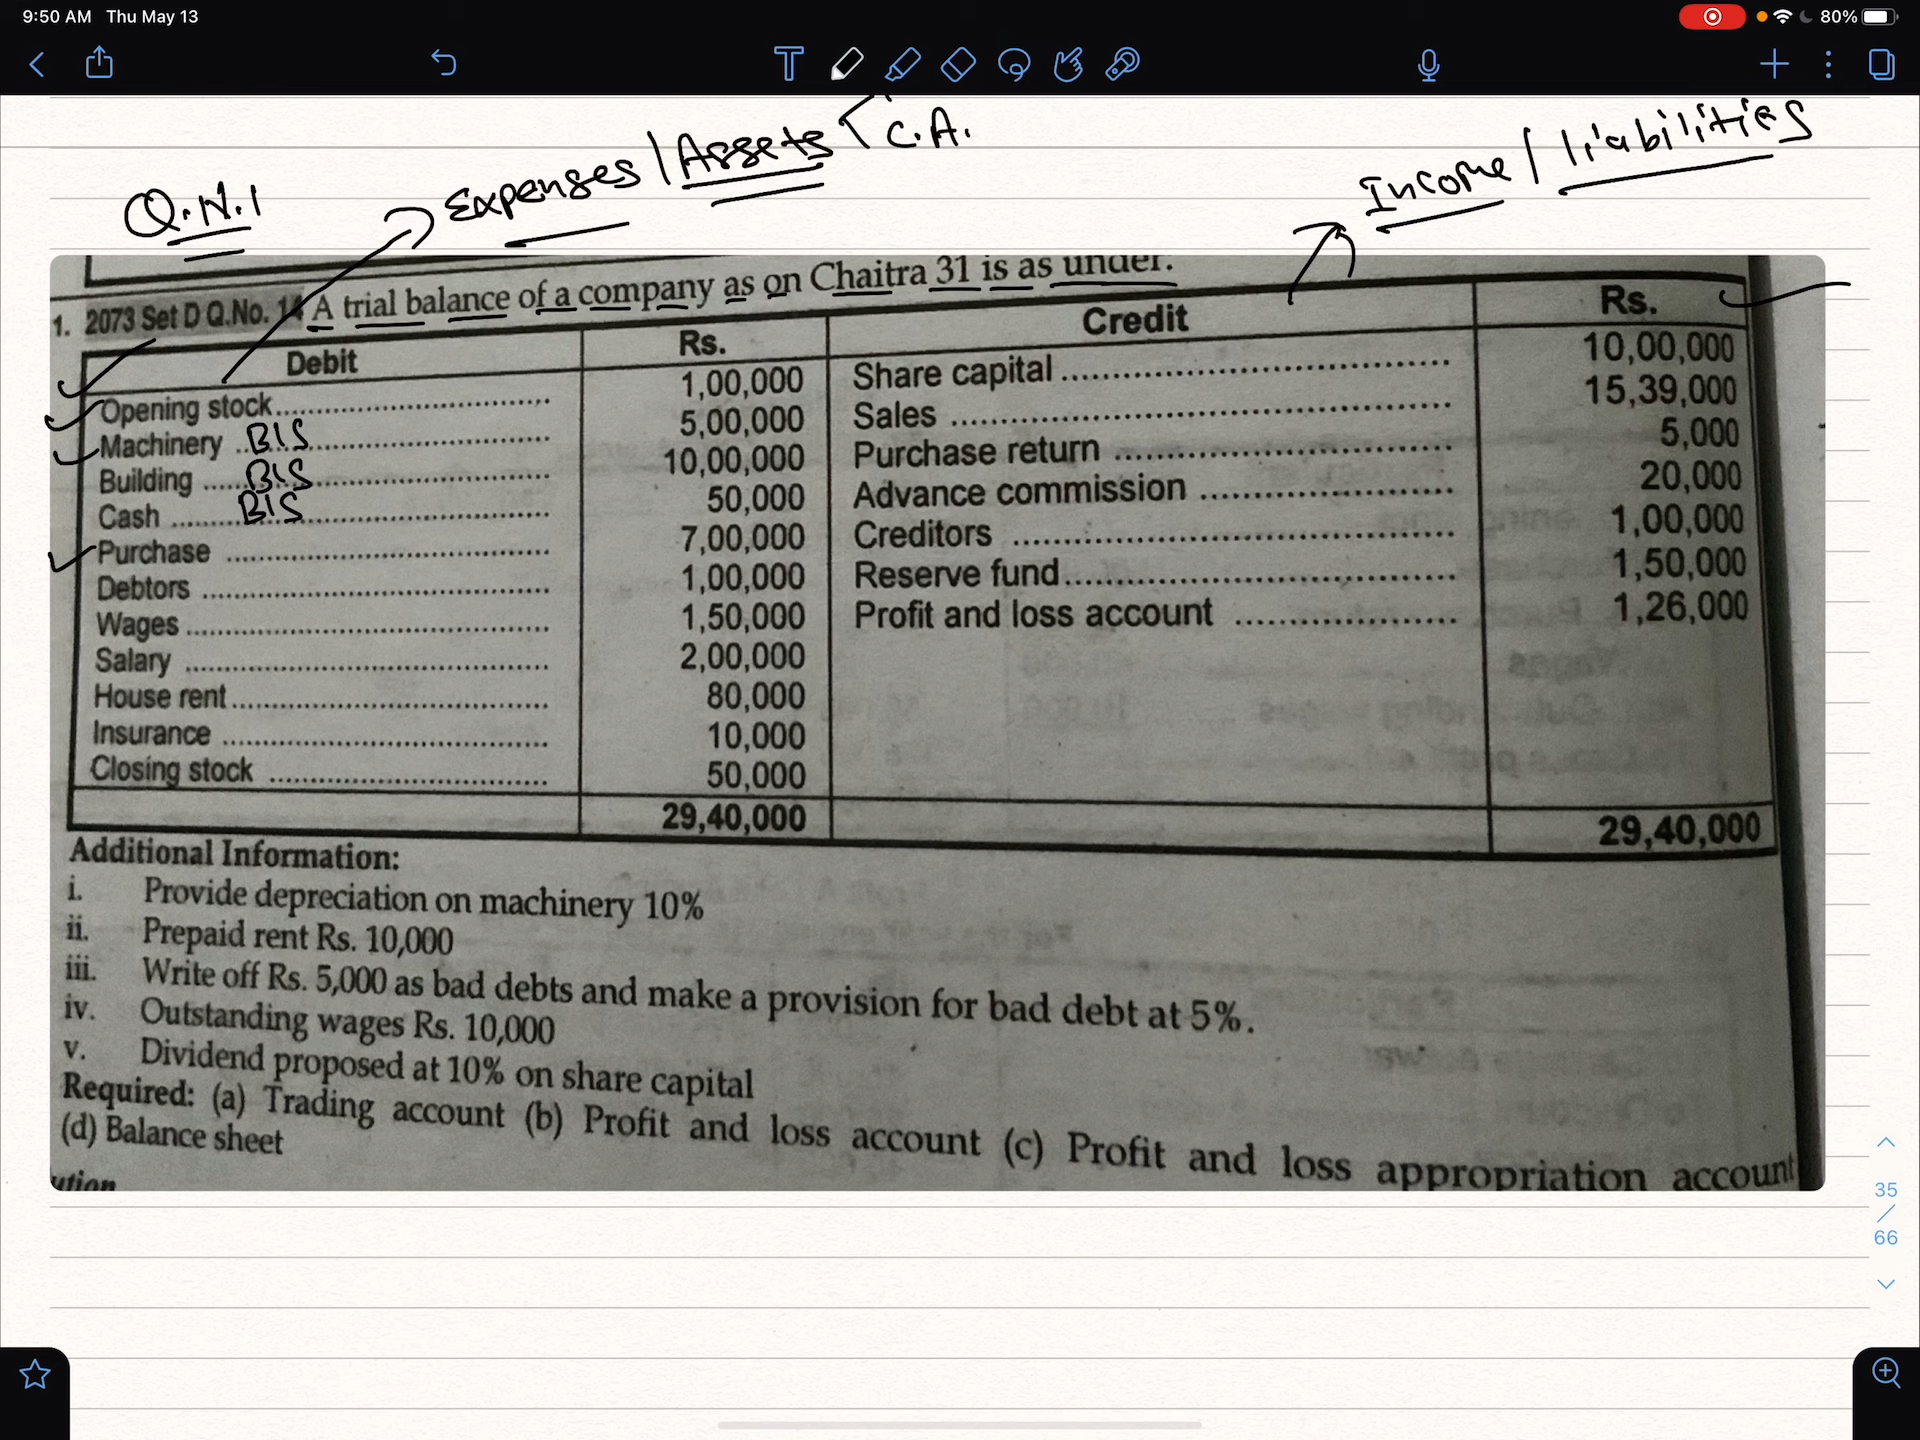 9:50 AM Thu May 13
80%
T
C.A.
Q.N.1
Expenses / Assets
Income / liabilities
1. 2073 Set D Q.No. 14 A trial balance of a company as on Chaitra 31 is as under.
Debit Rs. Credit Rs.
Opening stock 1,00,000 Share capital 10,00,000
Machinery B/S 5,00,000 Sales 15,39,000
Building B/S 10,00,000 Purchase return 5,000
Cash B/S 50,000 Advance commission 20,000
Purchase 7,00,000 Creditors 1,00,000
Debtors 1,00,000 Reserve fund 1,50,000
Wages 1,50,000 Profit and loss account 1,26,000
Salary 2,00,000
House rent 80,000
Insurance 10,000
Closing stock 50,000
29,40,000 29,40,000
Additional Information:
i. Provide depreciation on machinery 10%
ii. Prepaid rent Rs. 10,000
iii. Write off Rs. 5,000 as bad debts and make a provision for bad debt at 5%.
iv. Outstanding wages Rs. 10,000
v. Dividend proposed at 10% on share capital
Required: (a) Trading account (b) Profit and loss account (c) Profit and loss appropriation account
(d) Balance sheet
35
/
66